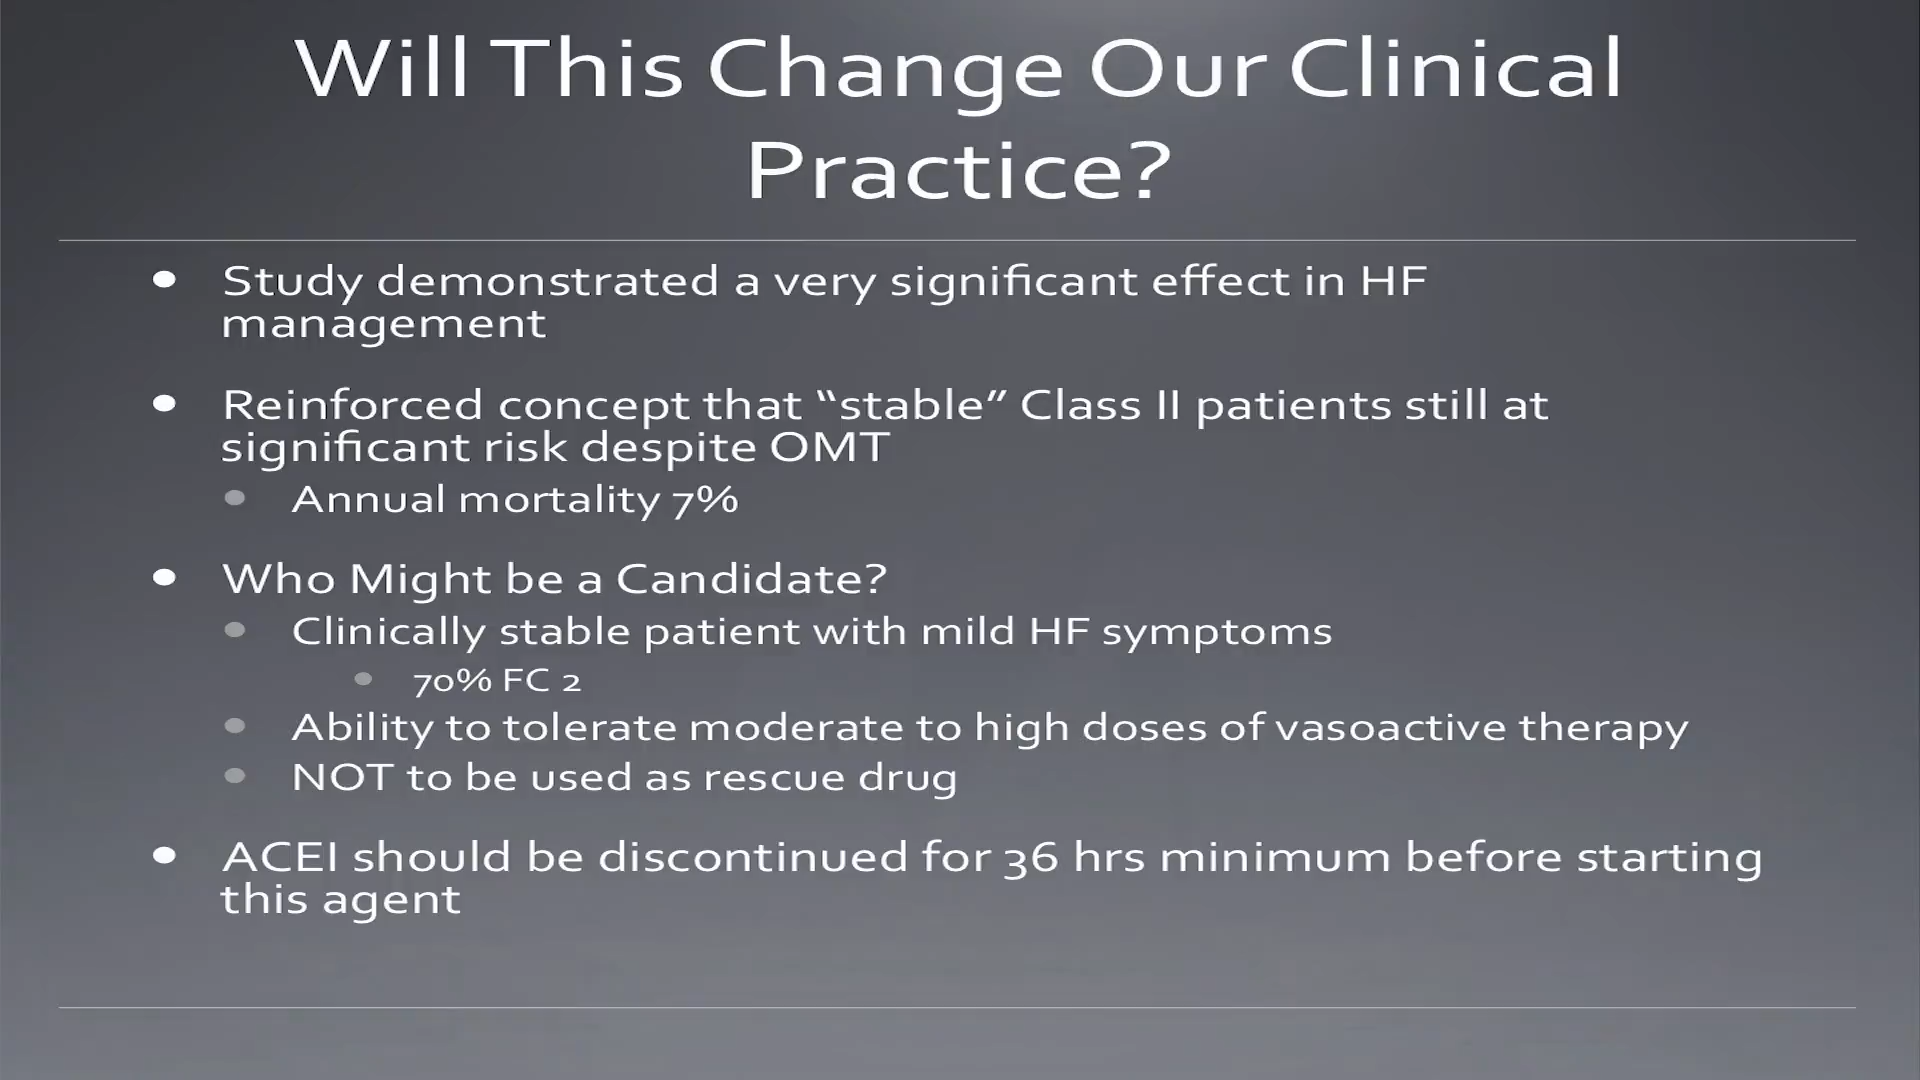 Will This Change Our Clinical
Practice?
• Study demonstrated a very significant effect in HF
management
• Reinforced concept that “stable” Class II patients still at
significant risk despite OMT
• Annual mortality 7%
• Who Might be a Candidate?
• Clinically stable patient with mild HF symptoms
• 70% FC 2
• Ability to tolerate moderate to high doses of vasoactive therapy
• NOT to be used as rescue drug
• ACEI should be discontinued for 36 hrs minimum before starting
this agent